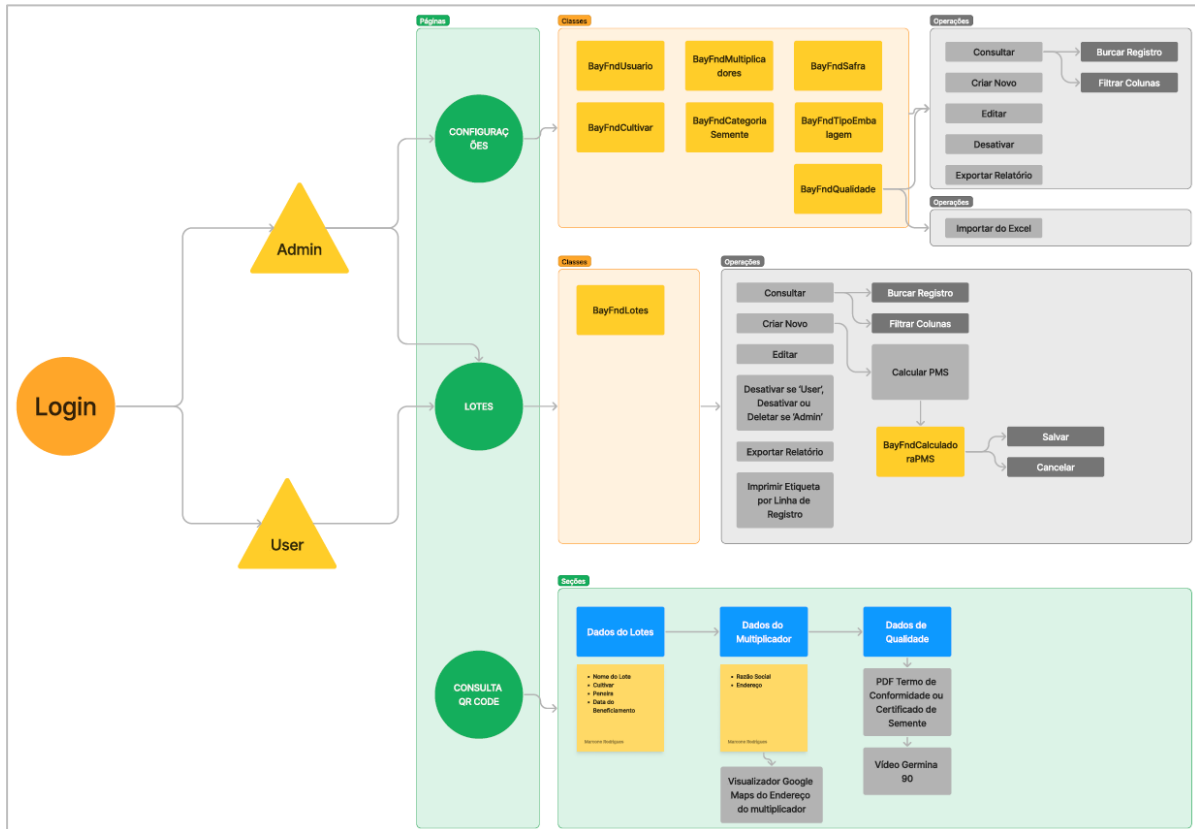 Páginas
Classes
Operações
BayFndUsuario
BayFndMultiplica
dores
BayFndSafra
BayFndCultivar
BayFndCategoria
Semente
BayFndTipoEmba
lagem
BayFndQualidade
Consultar
Burcar Registro
Criar Novo
Filtrar Colunas
Editar
Desativar
Exportar Relatório
Operações
Importar do Excel
CONFIGURAÇ
ÕES
Admin
Login
User
LOTES
Classes
BayFndLotes
Operações
Consultar
Burcar Registro
Criar Novo
Filtrar Colunas
Editar
Calcular PMS
Desativar se ‘User’,
Desativar ou
Deletar se ‘Admin’
BayFndCalculado
raPMS
Salvar
Cancelar
Exportar Relatório
Imprimir Etiqueta
por Linha de
Registro
CONSULTA
QR CODE
Seções
Dados do Lotes
Dados do
Multiplicador
Dados de
Qualidade
• Nome do Lote
• Cultivar
• Peneira
• Data do
Beneficiamento
• Razão Social
• Endereço
PDF Termo de
Conformidade ou
Certificado de
Semente
Vídeo Germina
90
Visualizador Google
Maps do Endereço
do multiplicador